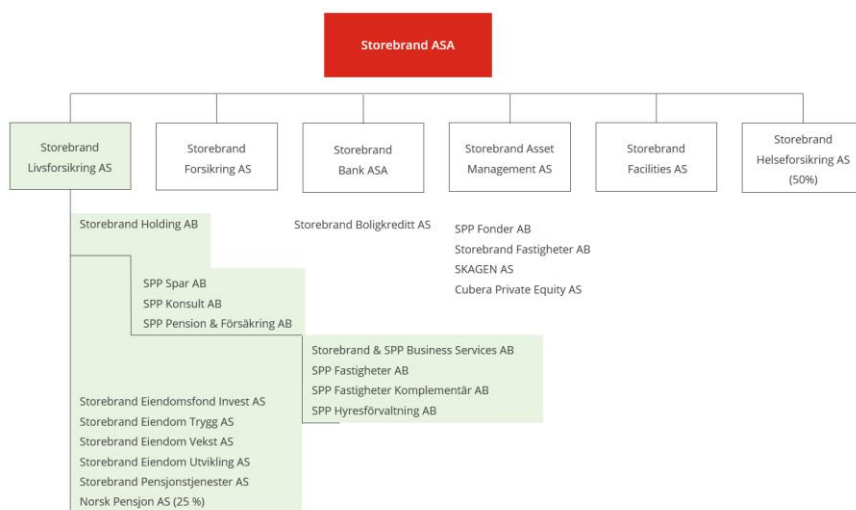 Storebrand ASA
Storebrand
Livsforsikring AS
Storebrand
Forsikring AS
Storebrand
Bank ASA
Storebrand Asset
Management AS
Storebrand
Facilities AS
Storebrand
Helseforsikring AS
(50%)
Storebrand Holding AB
Storebrand Boligkreditt AS
SPP Fonder AB
Storebrand Fastigheter AB
SKAGEN AS
Cubera Private Equity AS
SPP Spar AB
SPP Konsult AB
SPP Pension & Försäkring AB
Storebrand & SPP Business Services AB
SPP Fastigheter AB
SPP Fastigheter Komplementär AB
SPP Hyresförvaltning AB
Storebrand Eiendomsfond Invest AS
Storebrand Eiendom Trygg AS
Storebrand Eiendom Vekst AS
Storebrand Eiendom Utvikling AS
Storebrand Pensjonstjenester AS
Norsk Pensjon AS (25 %)